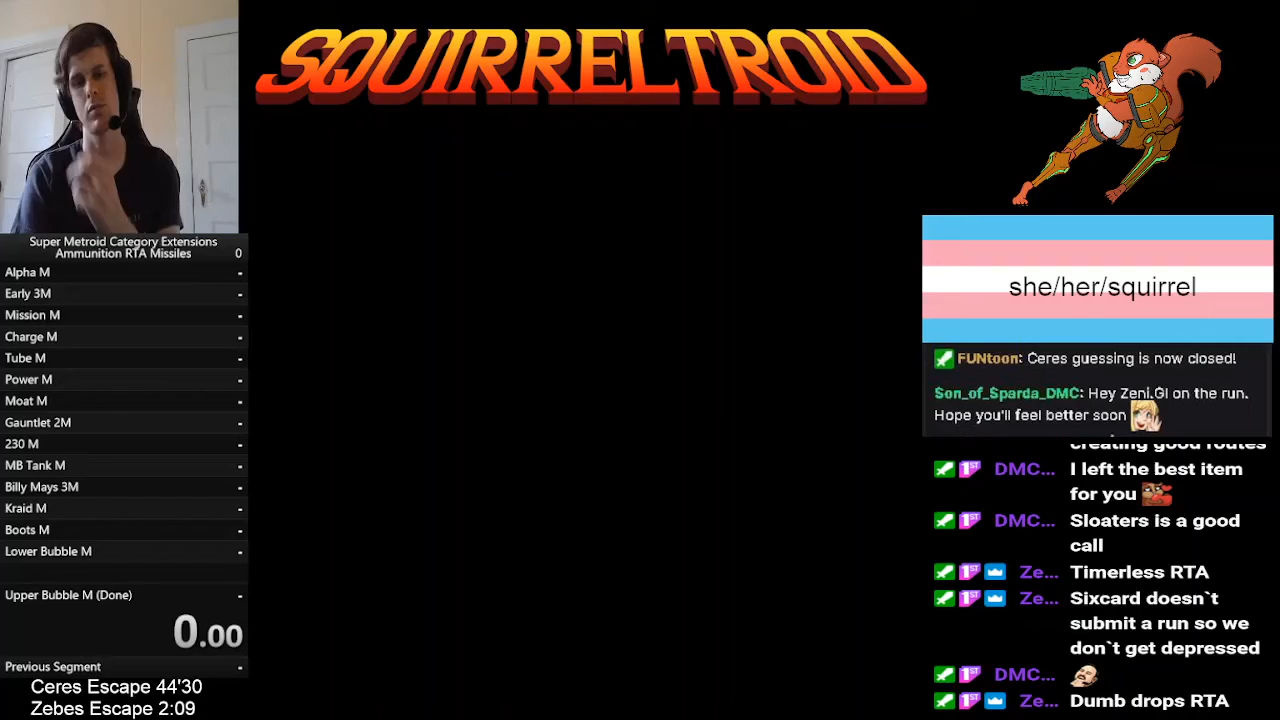 SQUIRRELTROID
Super Metroid Category Extensions
Ammunition RTA Missiles 0
Alpha M -
Early 3M -
Mission M -
Charge M -
Tube M -
Power M -
Moat M -
Gauntlet 2M -
230 M -
MB Tank M -
Billy Mays 3M -
Kraid M -
Boots M -
Lower Bubble M -
Upper Bubble M (Done) -
0.00
Previous Segment -
Ceres Escape 44'30
Zebes Escape 2:09
she/her/squirrel
FUNtoon: Ceres guessing is now closed!
$on_of_$parda_DMC: Hey Zeni.Gl on the run.
Hope you'll feel better soon
creating good routes
DMC... I left the best item
for you
DMC... Sloaters is a good
call
Ze... Timerless RTA
Ze... Sixcard doesn`t
submit a run so we
don`t get depressed
DMC...
Ze... Dumb drops RTA